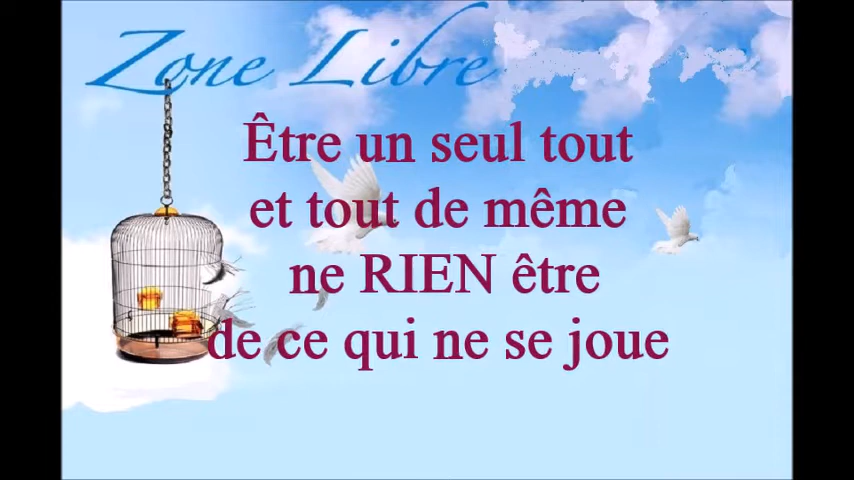 Zone Libre
Être un seul tout
et tout de même
ne RIEN être
de ce qui ne se joue